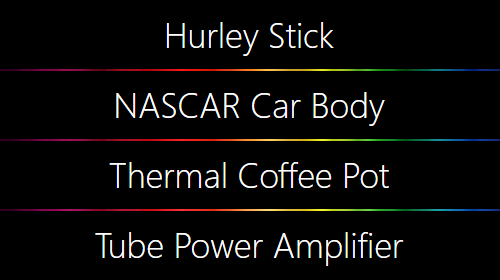 Hurley Stick
NASCAR Car Body
Thermal Coffee Pot
Tube Power Amplifier